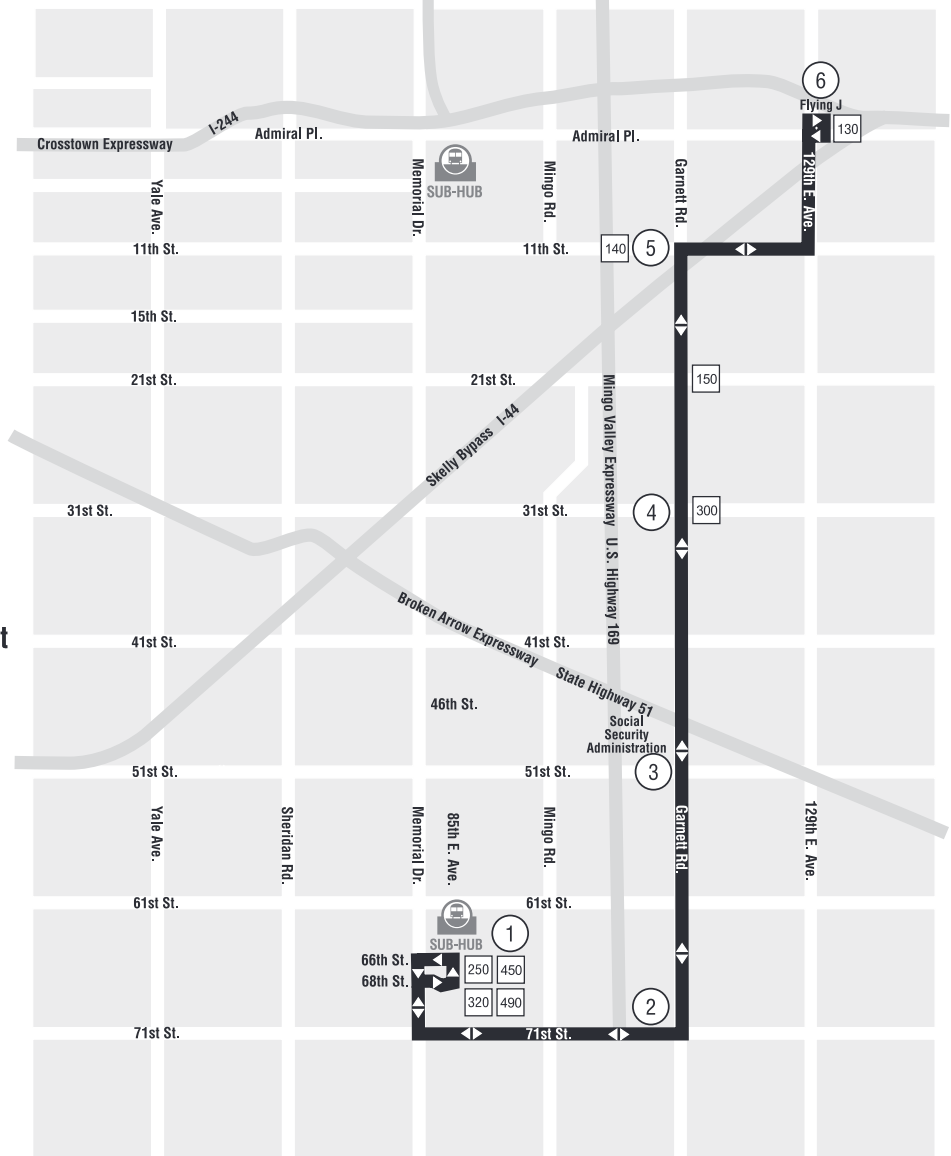 6
Flying J
130
I-244
Crosstown Expressway
Admiral Pl.
Admiral Pl.
SUB-HUB
Yale Ave.
Memorial Dr.
Mingo Rd.
Garnett Rd.
129th E. Ave.
11th St.
11th St.
140
5
15th St.
21st St.
21st St.
150
Skelly Bypass I-44
Mingo Valley Expressway U.S. Highway 169
31st St.
31st St.
4
300
Broken Arrow Expressway State Highway 51
t
41st St.
41st St.
46th St.
Social
Security
Administration
51st St.
51st St.
3
Yale Ave.
Sheridan Rd.
Memorial Dr.
85th E. Ave.
Mingo Rd.
Garnett Rd.
129th E. Ave.
61st St.
61st St.
SUB-HUB
1
66th St.
250
450
68th St.
320
490
2
71st St.
71st St.